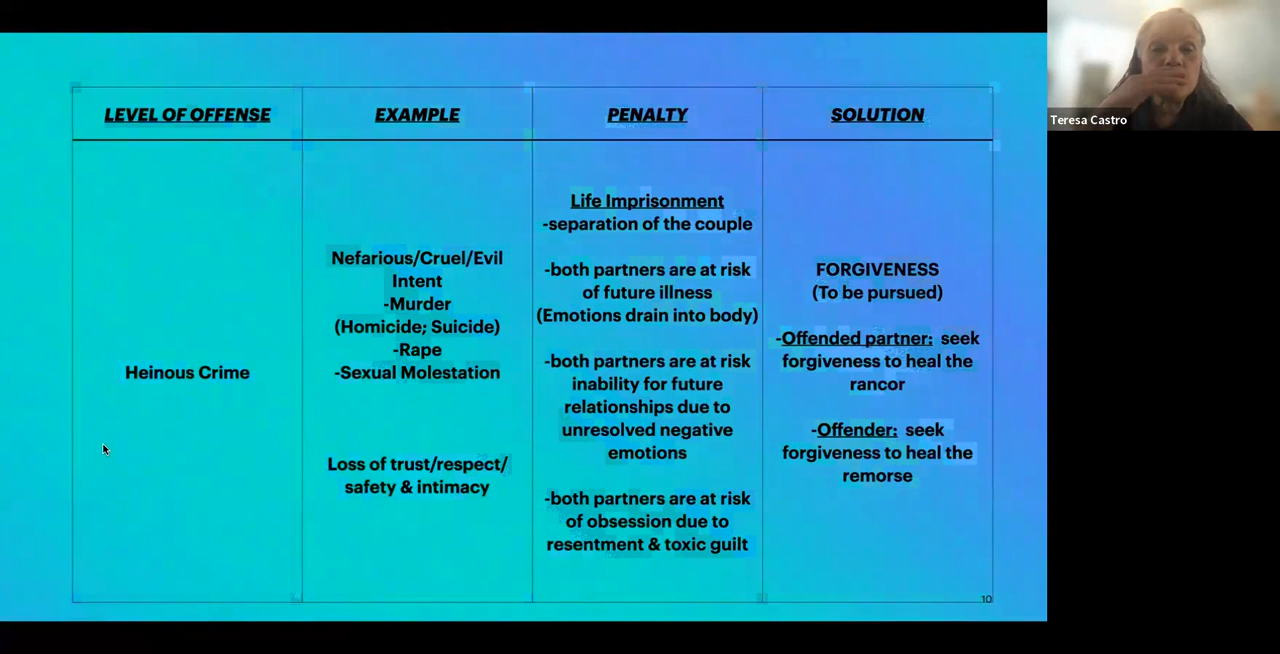 LEVEL OF OFFENSE
EXAMPLE
PENALTY
SOLUTION
Heinous Crime
Nefarious/Cruel/Evil
Intent
-Murder
(Homicide; Suicide)
-Rape
-Sexual Molestation
Loss of trust/respect/
safety & intimacy
Life Imprisonment
-separation of the couple
-both partners are at risk
of future illness
(Emotions drain into body)
-both partners are at risk
inability for future
relationships due to
unresolved negative
emotions
-both partners are at risk
of obsession due to
resentment & toxic guilt
FORGIVENESS
(To be pursued)
-Offended partner: seek
forgiveness to heal the
rancor
-Offender: seek
forgiveness to heal the
remorse
10
Teresa Castro